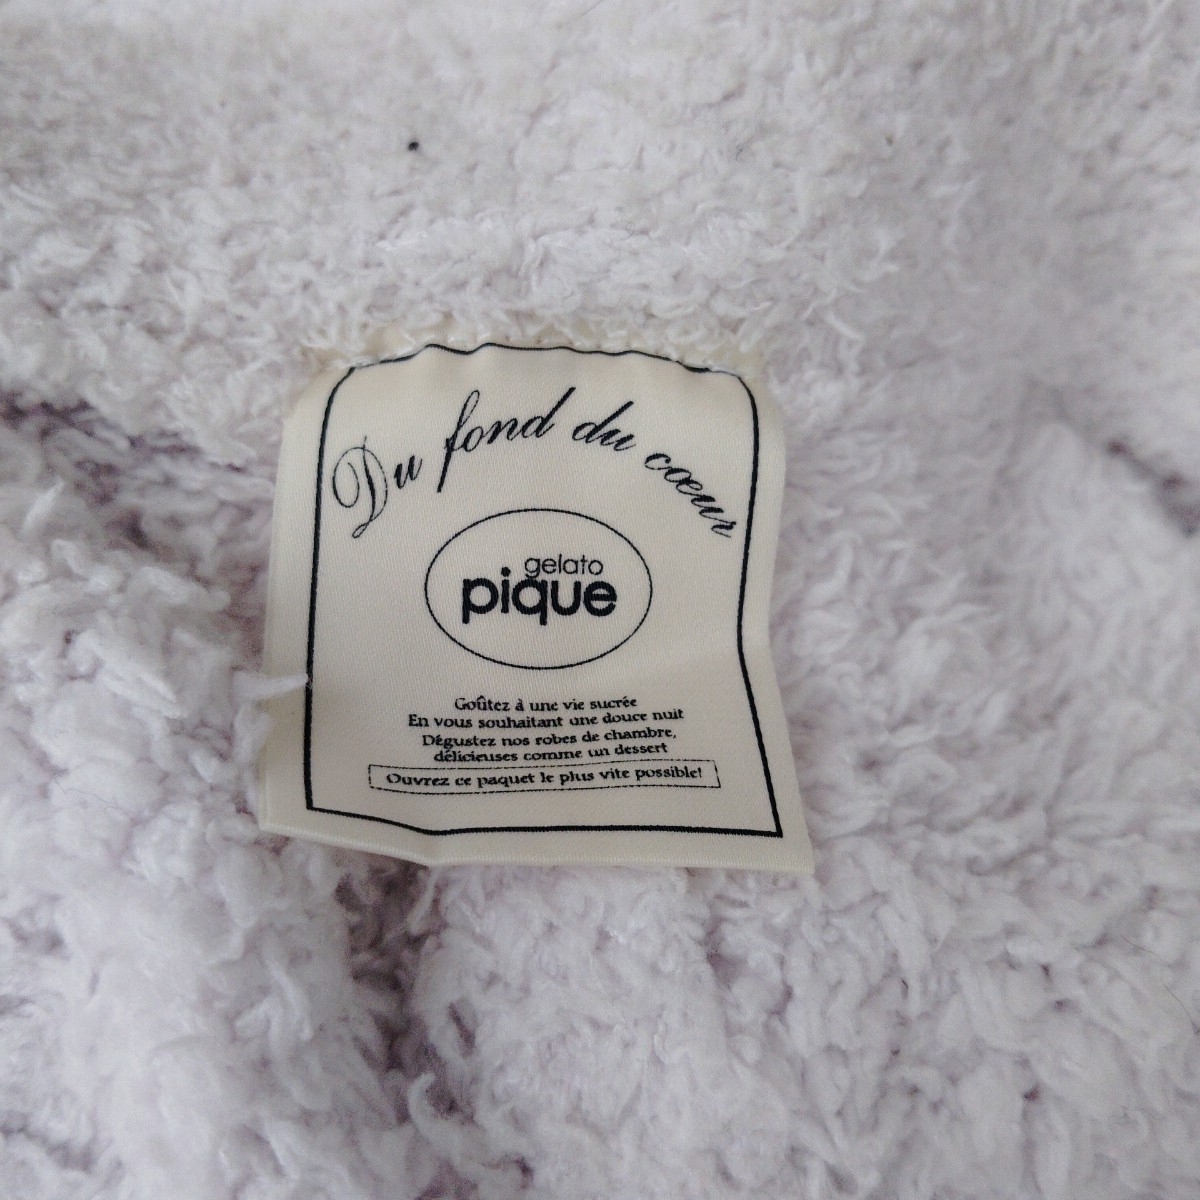 Du fond du cœur
gelato
pique
Goûtez à une vie sucrée
En vous souhaitant une douce nuit
Dégustez nos robes de chambre,
délicieuses comme un dessert
Ouvrez ce paquet le plus vite possible!